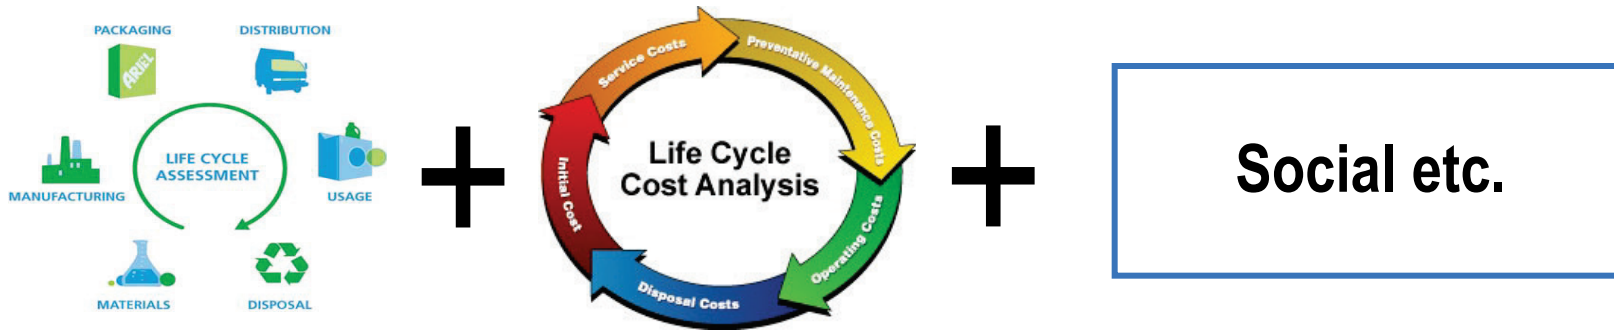 PACKAGING
DISTRIBUTION
ARIEL
MANUFACTURING
LIFE CYCLE
ASSESSMENT
USAGE
MATERIALS
DISPOSAL
+
Service Costs
Preventative Maintenance Costs
Initial Cost
Life Cycle
Cost Analysis
Operating Costs
Disposal Costs
+
Social etc.